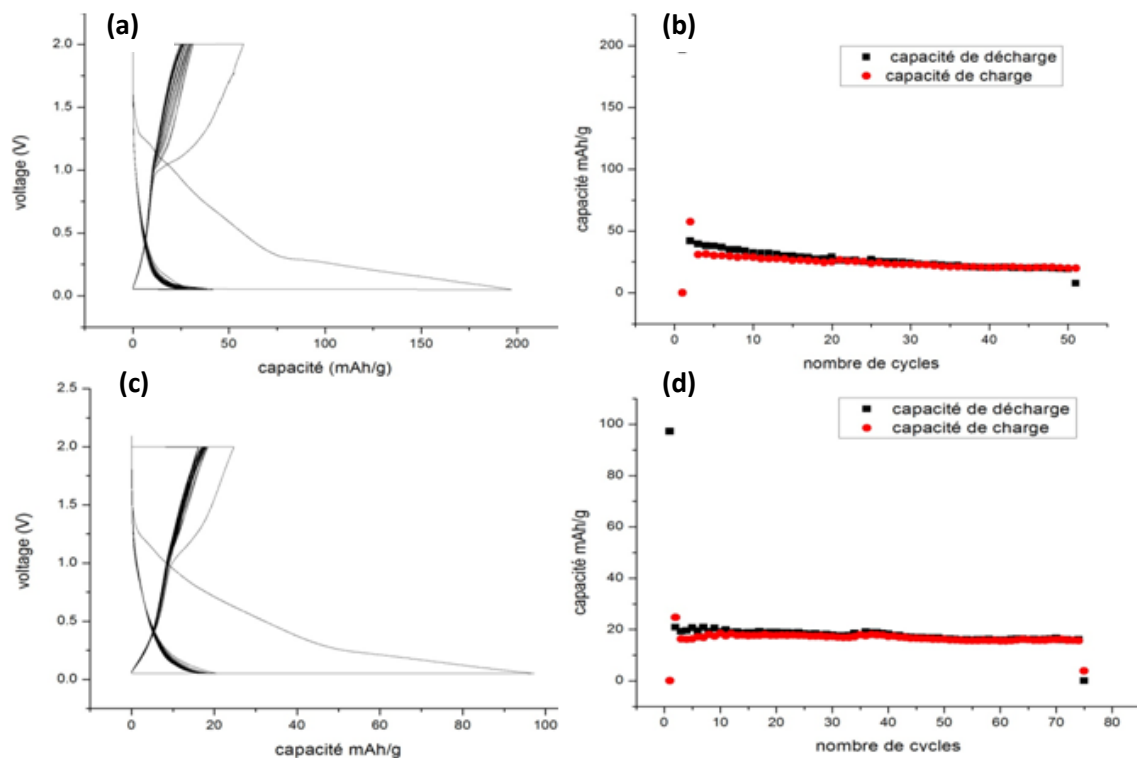 (a)
2.0
1.5
1.0
0.5
0.0
voltage (V)
0 50 100 150 200
capacité (mAh/g)
(b)
200
150
100
50
0
capacité mAh/g
capacité de décharge
capacité de charge
0 10 20 30 40 50
nombre de cycles
(c)
2.5
2.0
1.5
1.0
0.5
0.0
voltage (V)
0 20 40 60 80 100
capacité mAh/g
(d)
100
80
60
40
20
0
capacité mAh/g
capacité de décharge
capacité de charge
0 10 20 30 40 50 60 70 80
nombre de cycles